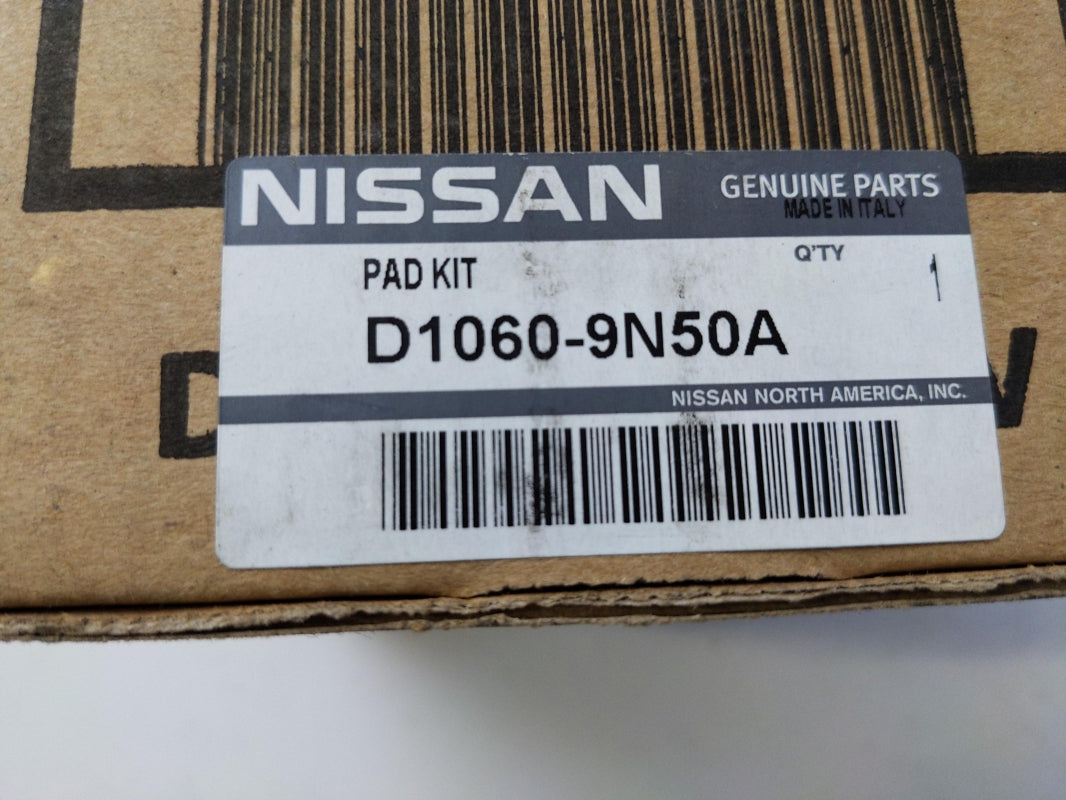 NISSAN
GENUINE PARTS
MADE IN ITALY
PAD KIT
Q'TY 1
D1060-9N50A
NISSAN NORTH AMERICA, INC.